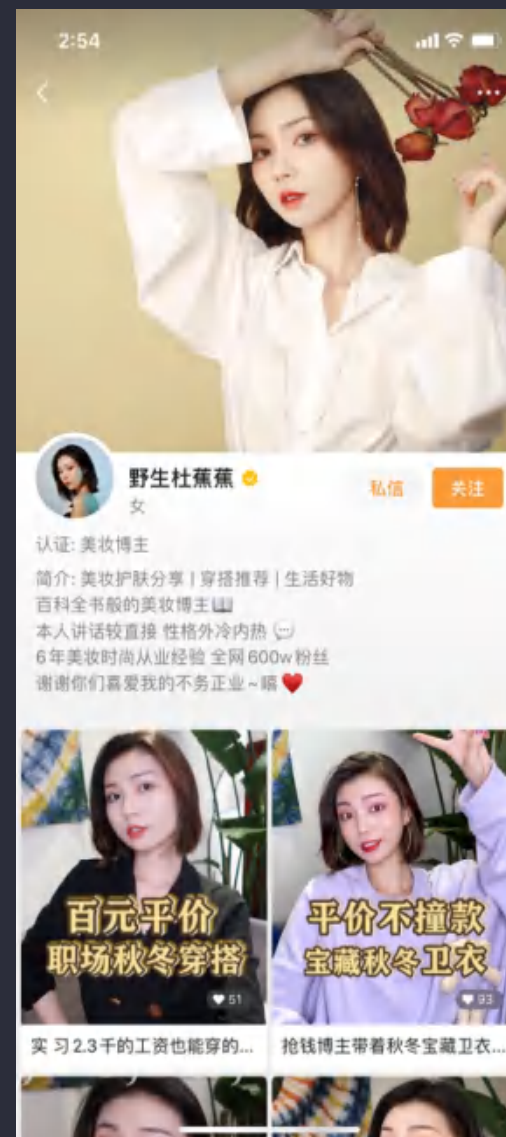 2:54
野生杜蕉蕉
女
私信
关注
认证: 美妆博主
简介: 美妆护肤分享 | 穿搭推荐 | 生活好物
百科全书般的美妆博主📖
本人讲话较直接 性格外冷内热 💬
6年美妆时尚从业经验 全网600w粉丝
谢谢你们喜爱我的不务正业~嘻 ❤️
百元平价
职场秋冬穿搭
51
平价不撞款
宝藏秋冬卫衣
93
实 习2.3千的工资也能穿的...
抢钱博主带着秋冬宝藏卫衣...